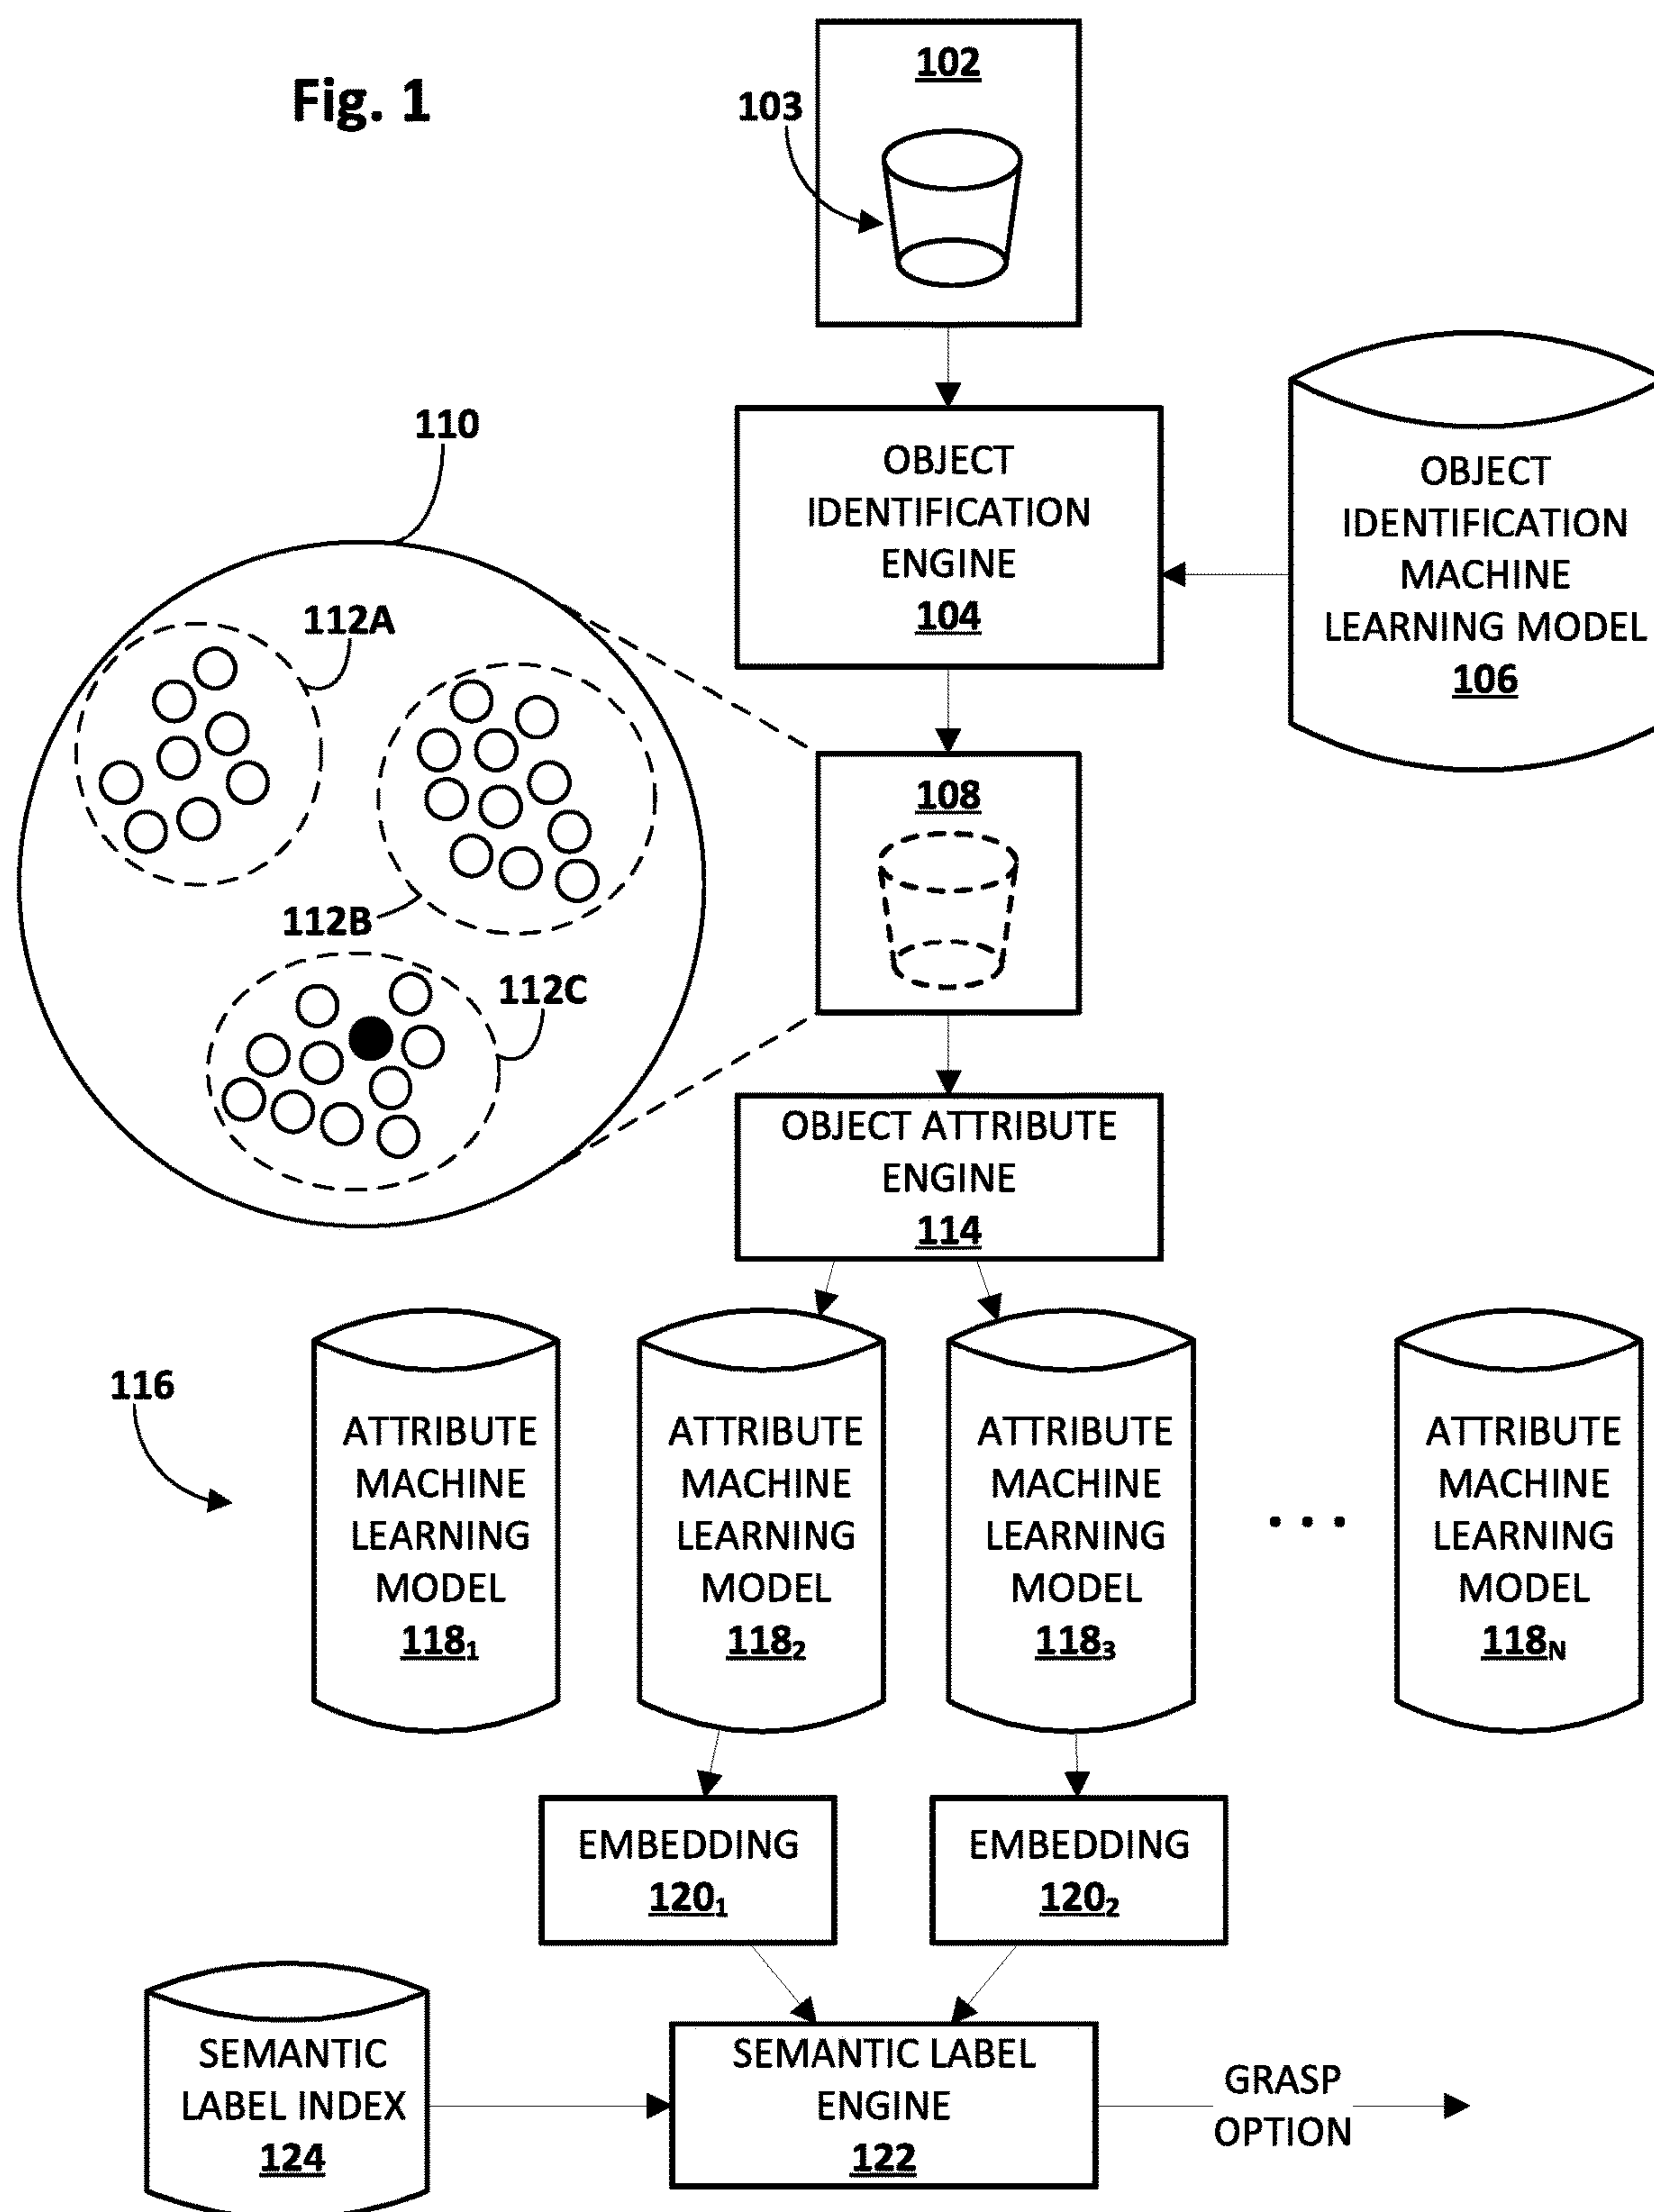 Fig. 1
102
103
110
OBJECT
IDENTIFICATION
ENGINE
104
OBJECT
IDENTIFICATION
MACHINE
LEARNING MODEL
106
112A
112B
112C
108
OBJECT ATTRIBUTE
ENGINE
114
116
ATTRIBUTE
MACHINE
LEARNING
MODEL
118₁
ATTRIBUTE
MACHINE
LEARNING
MODEL
118₂
ATTRIBUTE
MACHINE
LEARNING
MODEL
118₃
. . .
ATTRIBUTE
MACHINE
LEARNING
MODEL
118N
EMBEDDING
120₁
EMBEDDING
120₂
SEMANTIC
LABEL INDEX
124
SEMANTIC LABEL
ENGINE
122
GRASP
OPTION